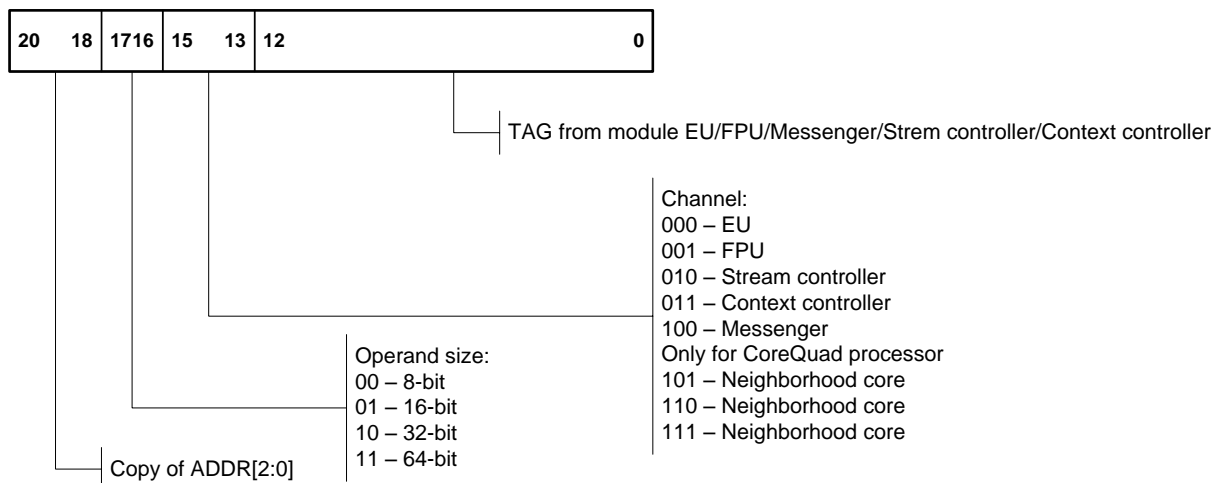 20 18 1716 15 13 12 0
TAG from module EU/FPU/Messenger/Strem controller/Context controller
Channel:
000 – EU
001 – FPU
010 – Stream controller
011 – Context controller
100 – Messenger
Only for CoreQuad processor
101 – Neighborhood core
110 – Neighborhood core
111 – Neighborhood core
Operand size:
00 – 8-bit
01 – 16-bit
10 – 32-bit
11 – 64-bit
Copy of ADDR[2:0]